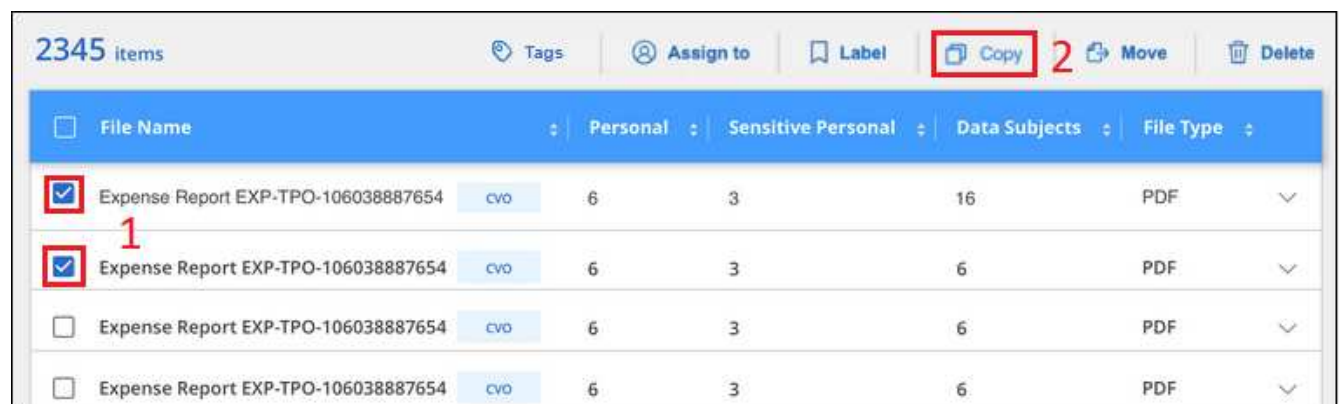 2345 items Tags Assign to Label Copy 2 Move Delete
File Name Personal Sensitive Personal Data Subjects File Type
Expense Report EXP-TPO-106038887654 cvo 6 3 16 PDF
1
Expense Report EXP-TPO-106038887654 cvo 6 3 6 PDF
Expense Report EXP-TPO-106038887654 cvo 6 3 6 PDF
Expense Report EXP-TPO-106038887654 cvo 6 3 6 PDF